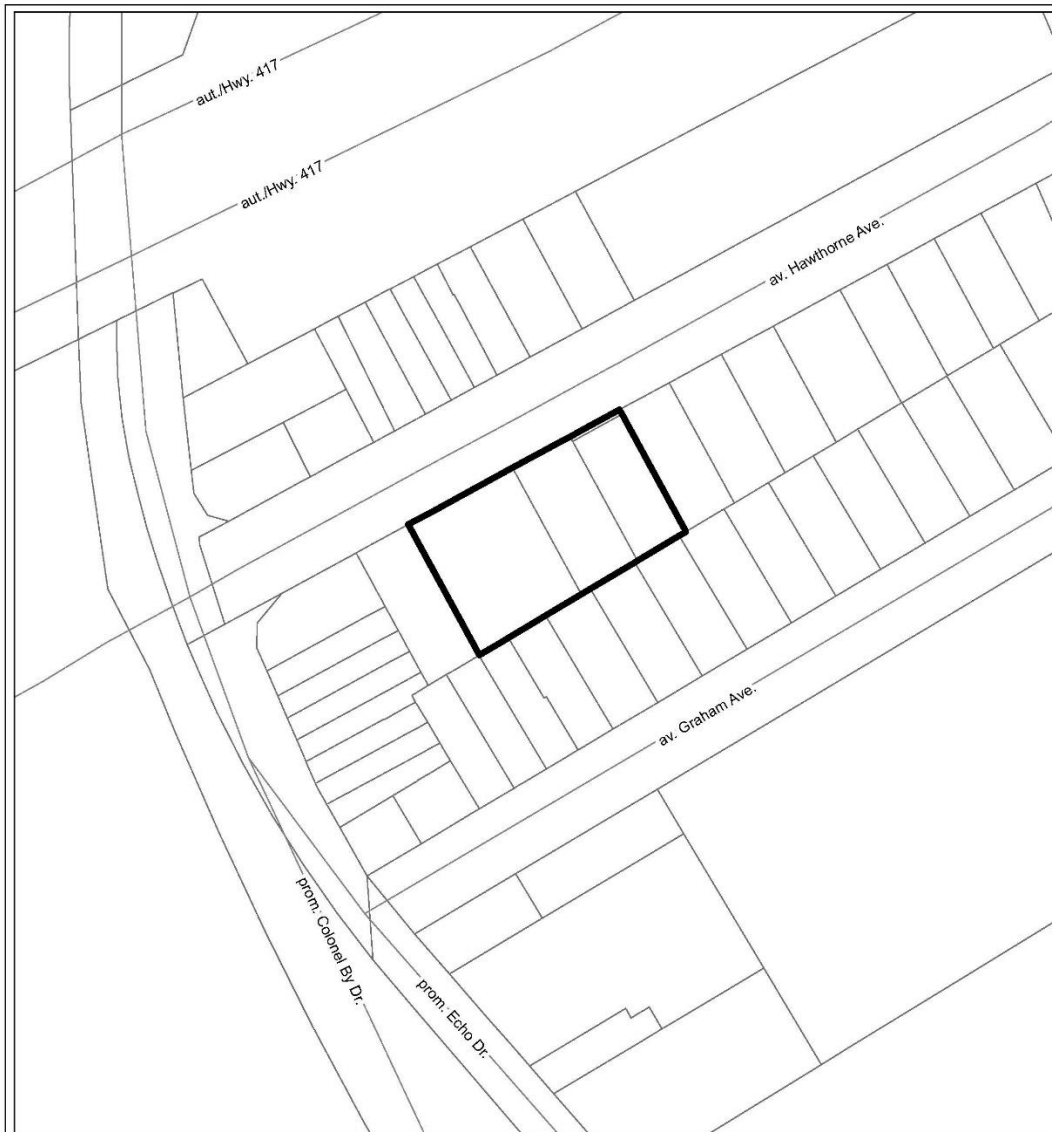 aut./Hwy. 417
aut./Hwy. 417
av. Hawthorne Ave.
av. Graham Ave.
prom. Colonel By Dr.
prom. Echo Dr.